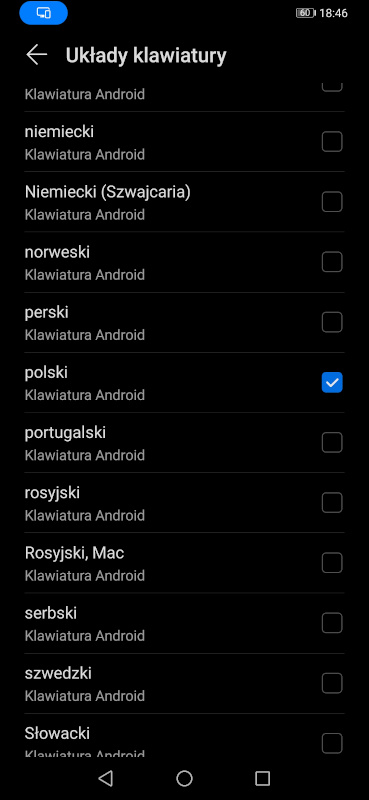 60 18:46
Układy klawiatury
Klawiatura Android
niemiecki
Klawiatura Android
Niemiecki (Szwajcaria)
Klawiatura Android
norweski
Klawiatura Android
perski
Klawiatura Android
polski
Klawiatura Android
portugalski
Klawiatura Android
rosyjski
Klawiatura Android
Rosyjski, Mac
Klawiatura Android
serbski
Klawiatura Android
szwedzki
Klawiatura Android
Słowacki
Klawiatura Android